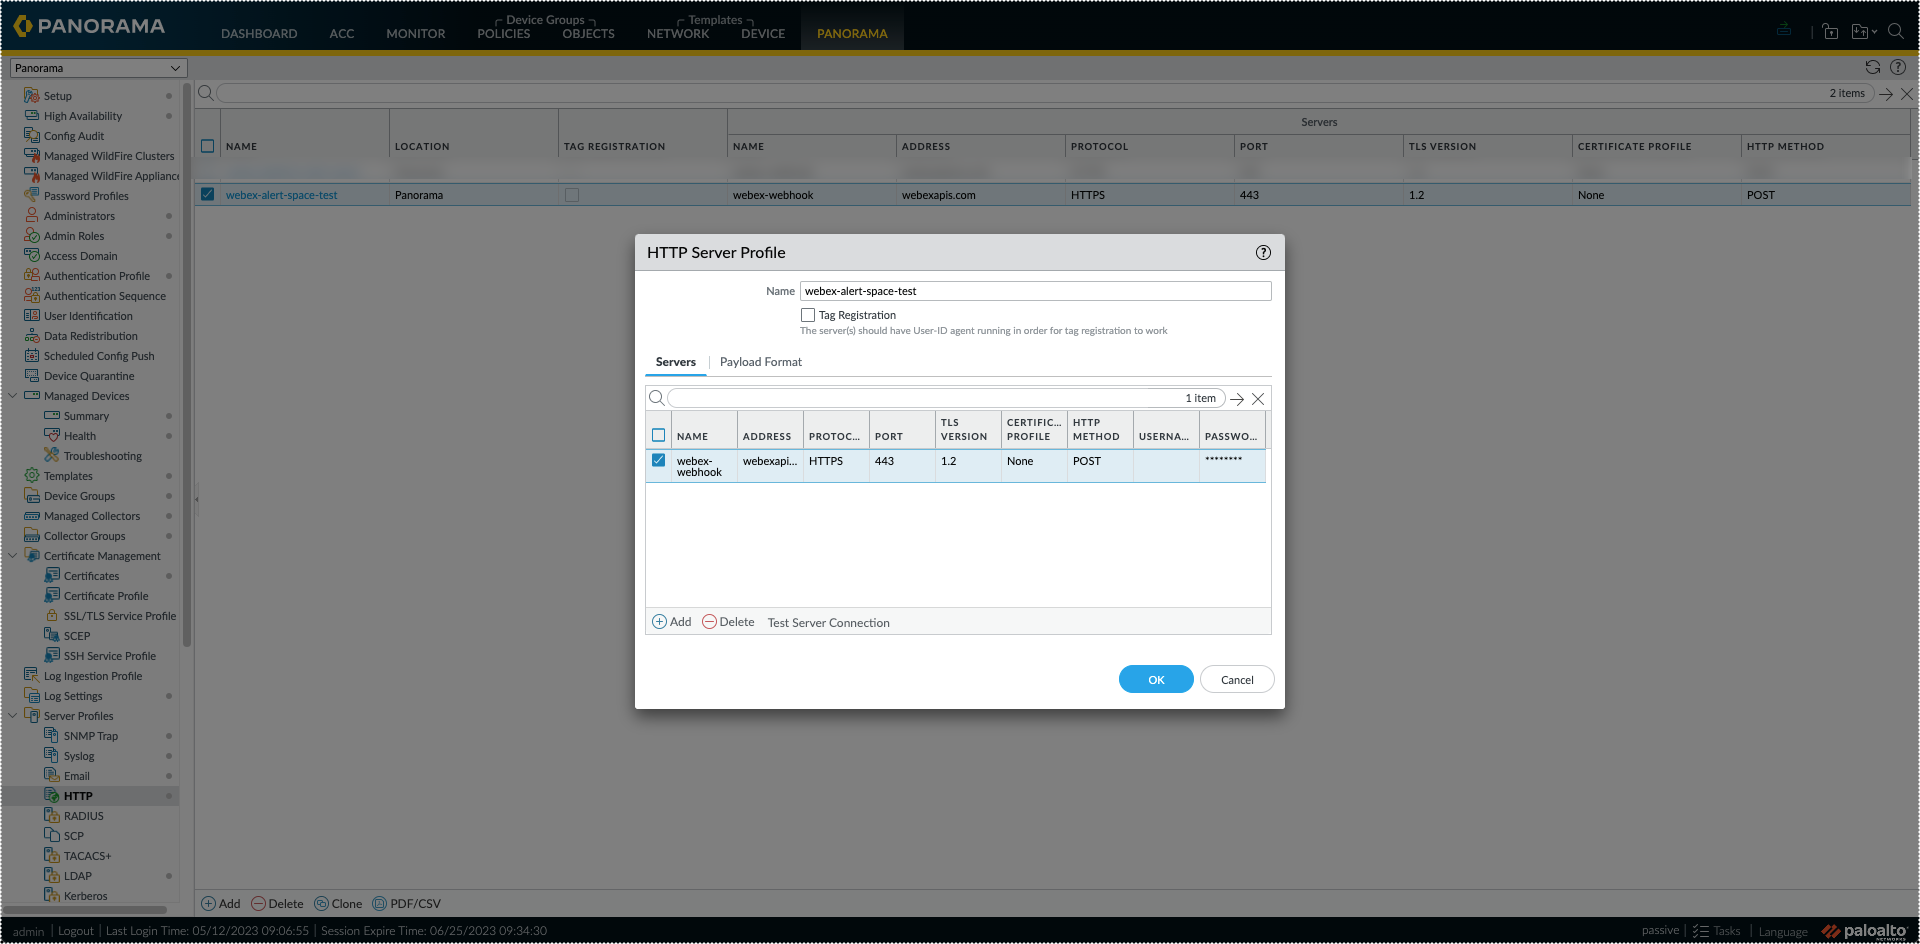 PANORAMA
Device Groups
Templates
DASHBOARD ACC MONITOR POLICIES OBJECTS NETWORK DEVICE PANORAMA
Panorama
2 items
Setup
High Availability
Config Audit
Managed WildFire Clusters
Managed WildFire Appliance
Password Profiles
Administrators
Admin Roles
Access Domain
Authentication Profile
Authentication Sequence
User Identification
Data Redistribution
Scheduled Config Push
Device Quarantine
Managed Devices
Summary
Health
Troubleshooting
Templates
Device Groups
Managed Collectors
Collector Groups
Certificate Management
Certificates
Certificate Profile
SSL/TLS Service Profile
SCEP
SSH Service Profile
Log Ingestion Profile
Log Settings
Server Profiles
SNMP Trap
Syslog
Email
HTTP
RADIUS
SCP
TACACS+
LDAP
Kerberos
Servers
NAME LOCATION TAG REGISTRATION NAME ADDRESS PROTOCOL PORT TLS VERSION CERTIFICATE PROFILE HTTP METHOD
webex-alert-space-test Panorama webex-webhook webexapis.com HTTPS 443 1.2 None POST
HTTP Server Profile
Name webex-alert-space-test
Tag Registration
The server(s) should have User-ID agent running in order for tag registration to work
Servers Payload Format
1 item
NAME ADDRESS PROTOC... PORT TLS VERSION CERTIFIC... PROFILE HTTP METHOD USERNA... PASSWO...
webex-webhook webexapi... HTTPS 443 1.2 None POST ********
Add Delete Test Server Connection
OK Cancel
Add Delete Clone PDF/CSV
admin | Logout | Last Login Time: 05/12/2023 09:06:55 | Session Expire Time: 06/25/2023 09:34:30
passive | Tasks | Language
paloalto
NETWORKS